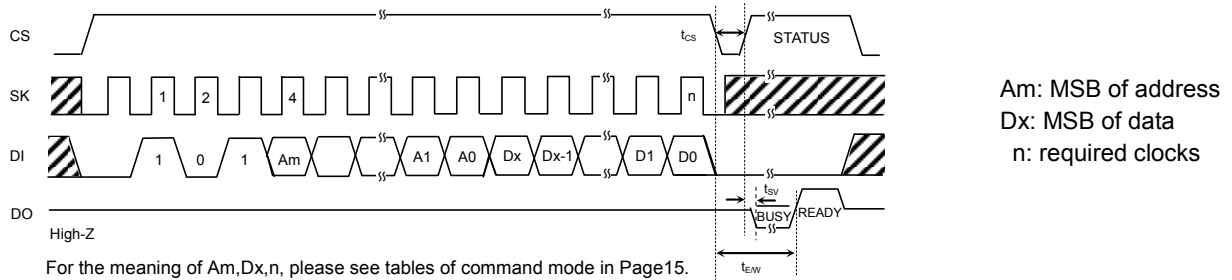 CS
tCS
STATUS
SK
1
2
4
n
DI
1
0
1
Am
A1
A0
Dx
Dx-1
D1
D0
tSV
DO
BUSY
READY
High-Z
tE/W
For the meaning of Am,Dx,n, please see tables of command mode in Page15.
Am: MSB of address
Dx: MSB of data
n: required clocks